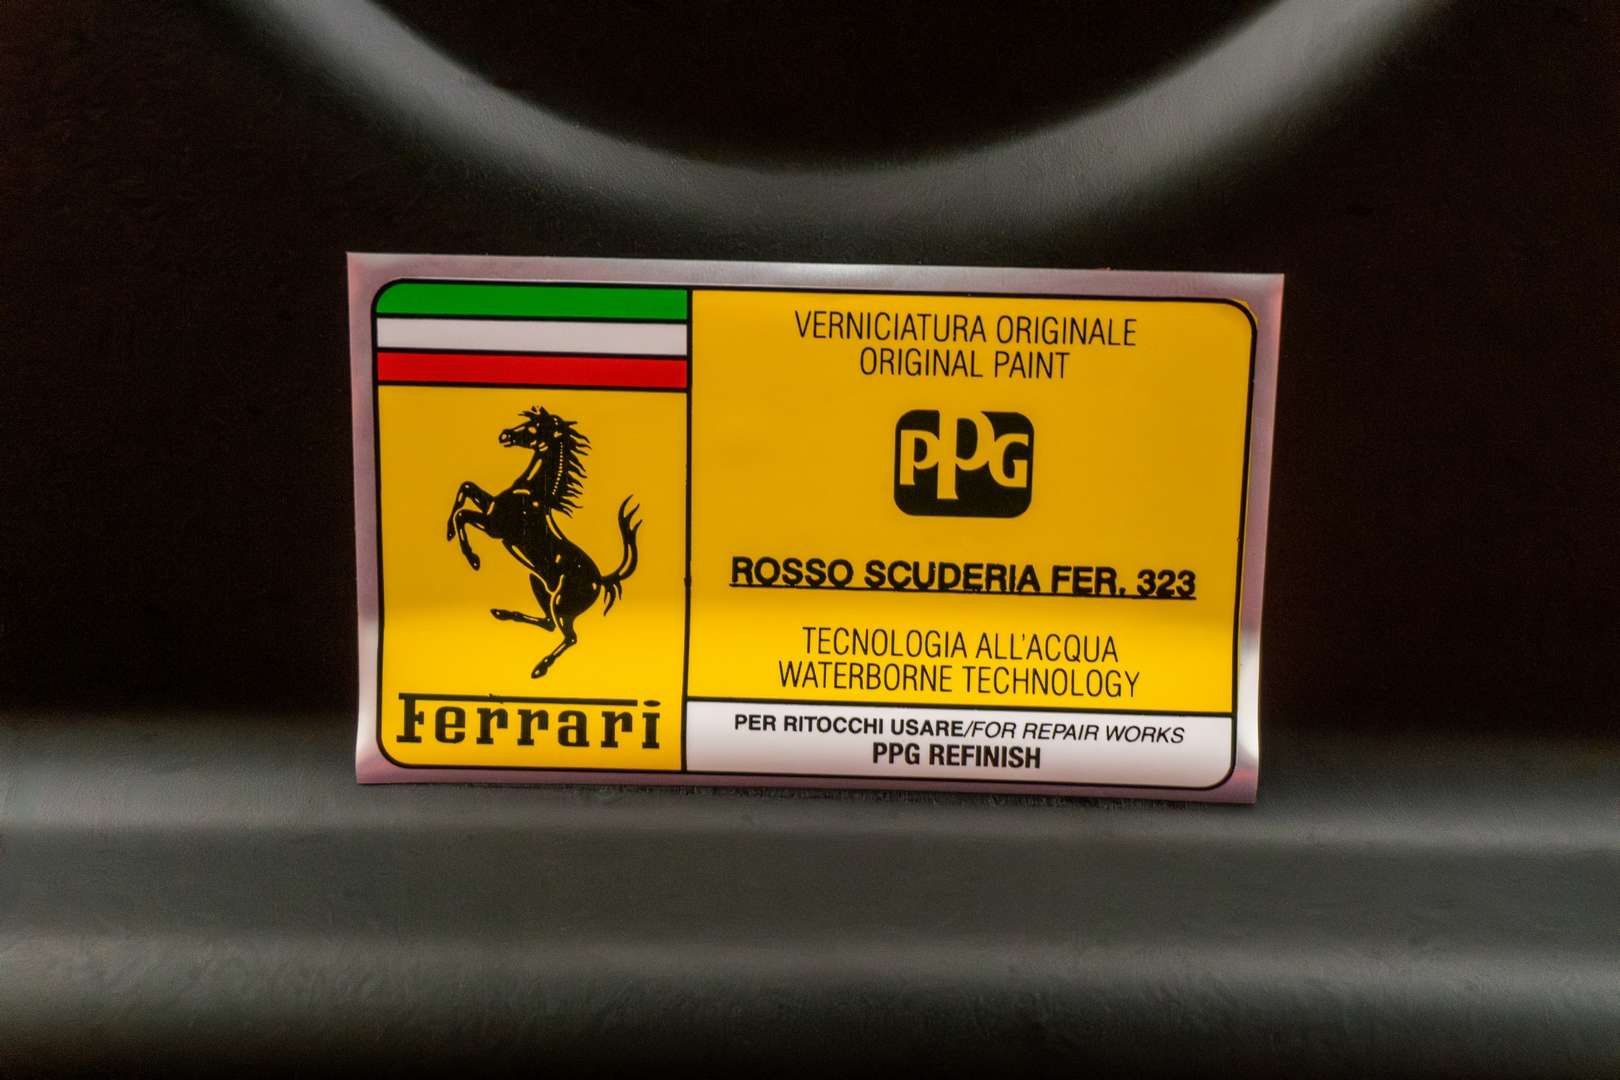 VERNICIATURA ORIGINALE
ORIGINAL PAINT
PPG
ROSSO SCUDERIA FER. 323
TECNOLOGIA ALL'ACQUA
WATERBORNE TECHNOLOGY
Ferrari
PER RITOCCHI USARE/FOR REPAIR WORKS
PPG REFINISH